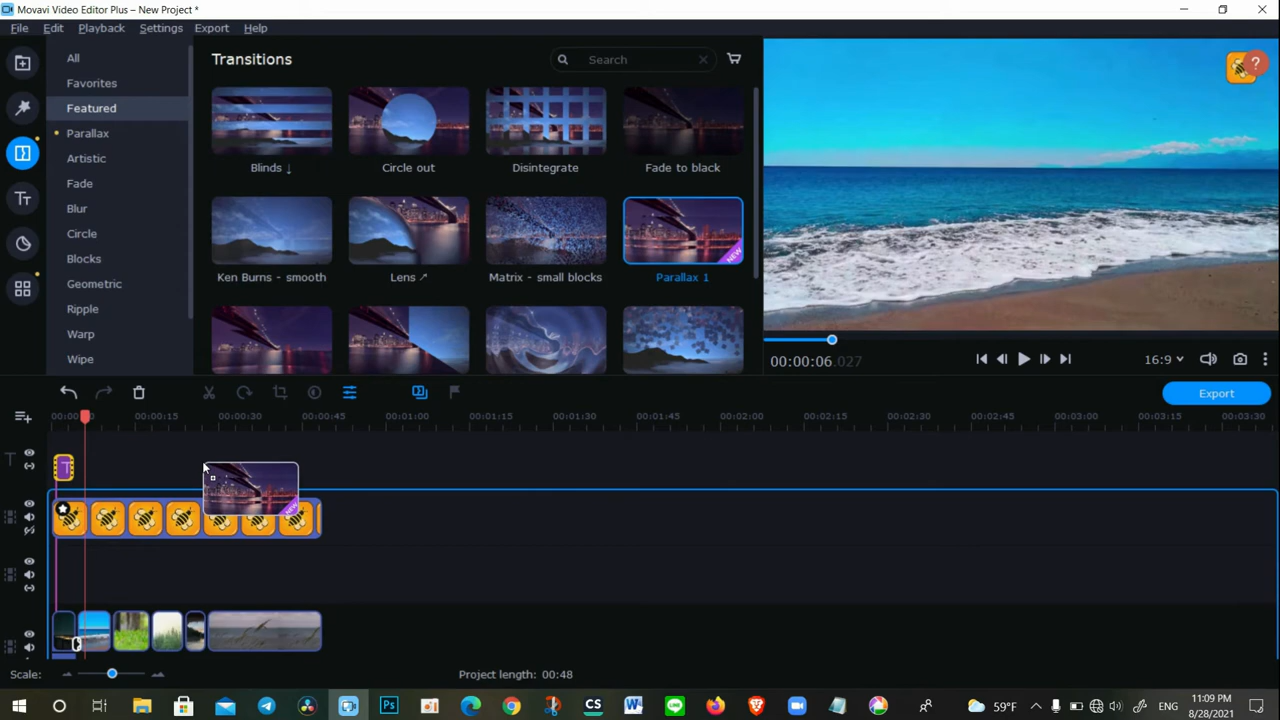 Movavi Video Editor Plus – New Project *
File Edit Playback Settings Export Help
All
Favorites
Featured
Parallax
Artistic
Fade
Blur
Circle
Blocks
Geometric
Ripple
Warp
Wipe
Transitions
Search
Blinds ↓ Circle out Disintegrate Fade to black
Ken Burns - smooth Lens ↗ Matrix - small blocks Parallax 1
NEW
?
00:00:06.027
16:9
Export
00:00:15 00:00:30 00:00:45 00:01:00 00:01:15 00:01:30 00:01:45 00:02:00 00:02:15 00:02:30 00:02:45 00:03:00 00:03:15 00:03:30
T
NEW
Scale:
Project length: 00:48
Ps
CS
W
59°F
ENG
11:09 PM
8/28/2021